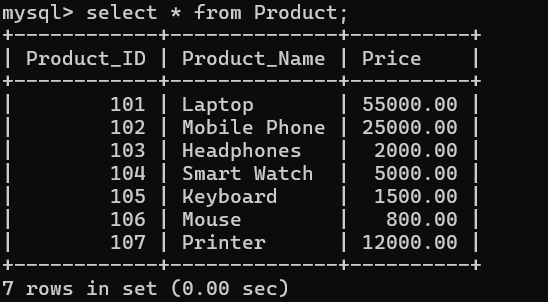 mysql> select * from Product;
+------------+--------------+----------+
| Product_ID | Product_Name | Price    |
+------------+--------------+----------+
|        101 | Laptop       | 55000.00 |
|        102 | Mobile Phone | 25000.00 |
|        103 | Headphones   |  2000.00 |
|        104 | Smart Watch  |  5000.00 |
|        105 | Keyboard     |  1500.00 |
|        106 | Mouse        |   800.00 |
|        107 | Printer      | 12000.00 |
+------------+--------------+----------+
7 rows in set (0.00 sec)